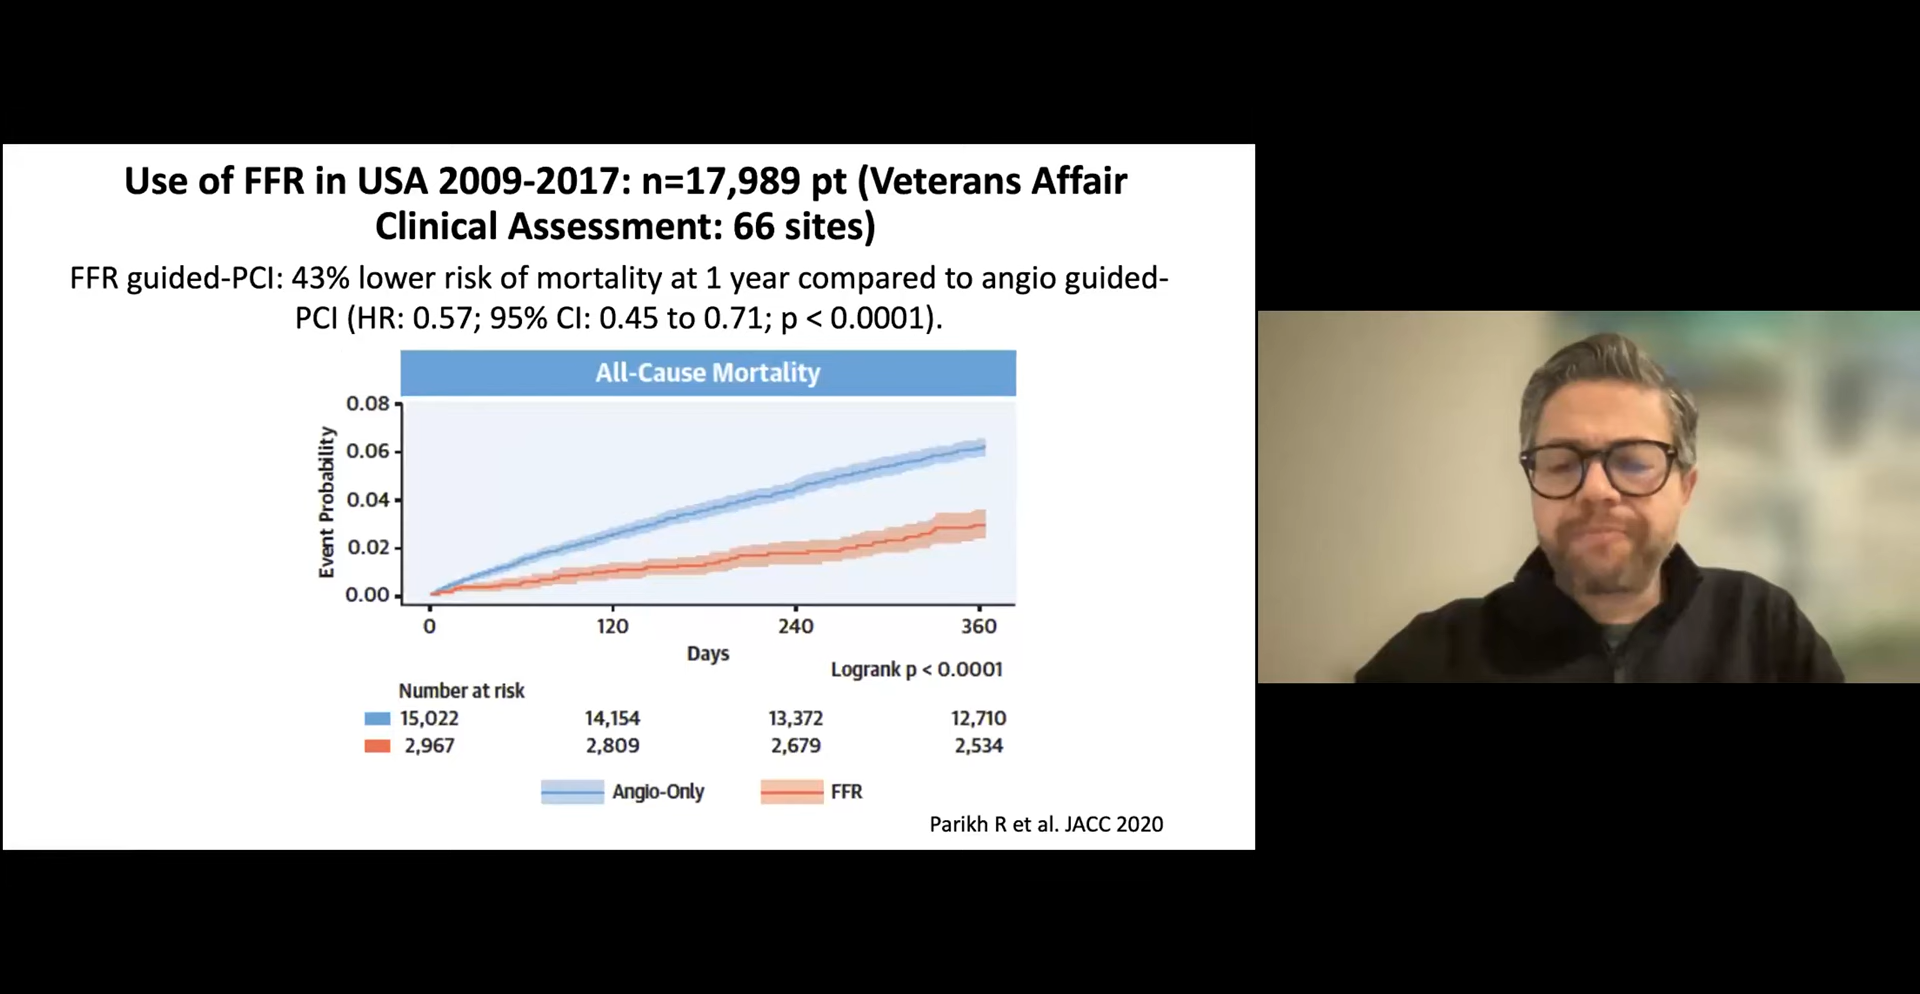 Use of FFR in USA 2009-2017: n=17,989 pt (Veterans Affair
Clinical Assessment: 66 sites)
FFR guided-PCI: 43% lower risk of mortality at 1 year compared to angio guided-
PCI (HR: 0.57; 95% CI: 0.45 to 0.71; p < 0.0001).
All-Cause Mortality
Event Probability
0.08
0.06
0.04
0.02
0.00
0 120 240 360
Days
Logrank p < 0.0001
Number at risk
15,022 14,154 13,372 12,710
2,967 2,809 2,679 2,534
Angio-Only FFR
Parikh R et al. JACC 2020